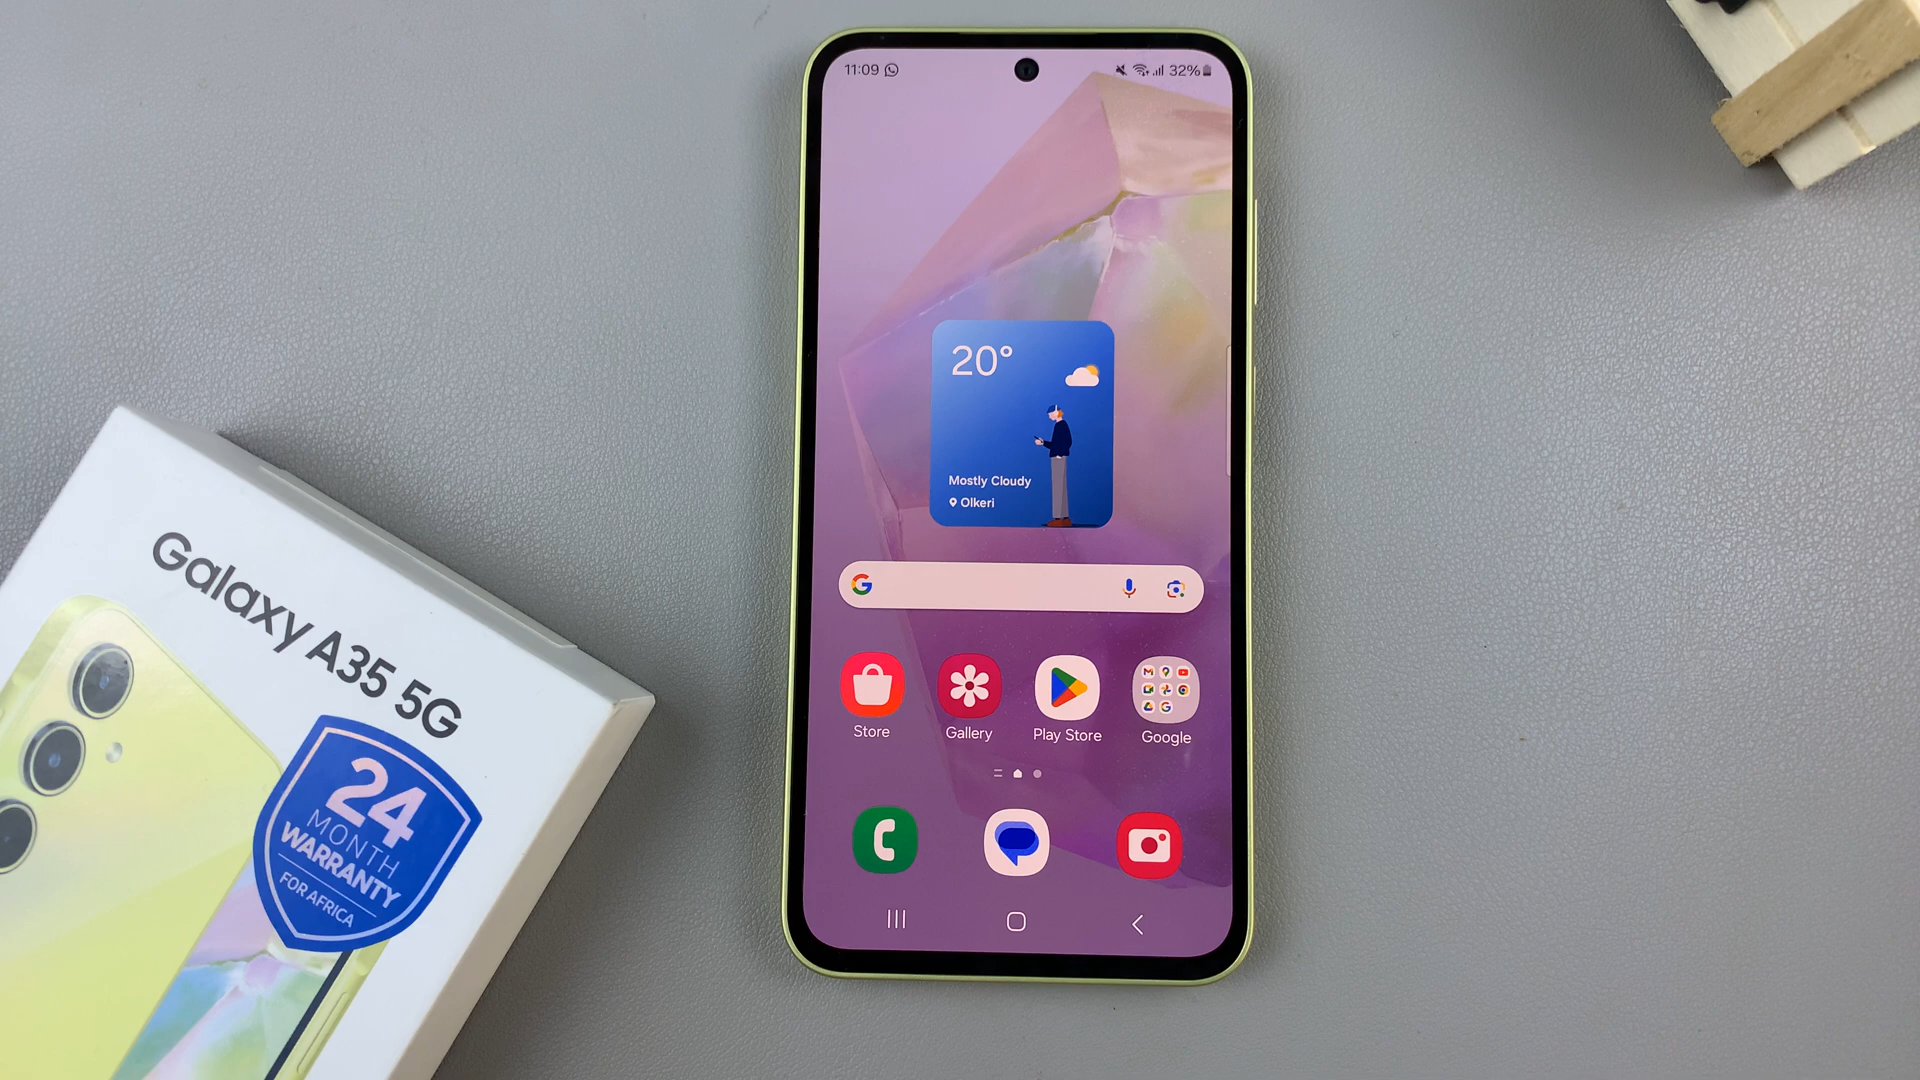 11:09
32%
20°
Mostly Cloudy
Olkeri
G
Store
Gallery
Play Store
Google
Galaxy A35 5G
24
MONTH
WARRANTY
FOR AFRICA